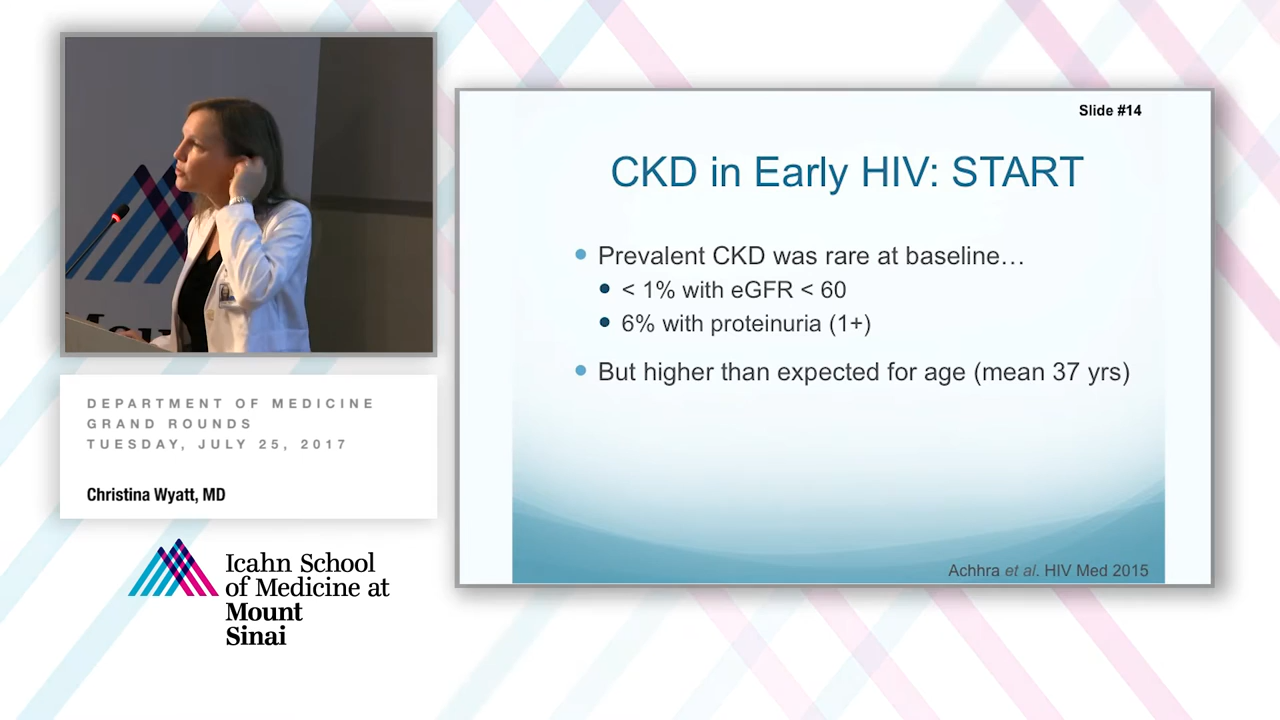 Slide #14
CKD in Early HIV: START
Prevalent CKD was rare at baseline…
< 1% with eGFR < 60
6% with proteinuria (1+)
But higher than expected for age (mean 37 yrs)
Achhra et al. HIV Med 2015
DEPARTMENT OF MEDICINE
GRAND ROUNDS
TUESDAY, JULY 25, 2017
Christina Wyatt, MD
Icahn School
of Medicine at
Mount
Sinai